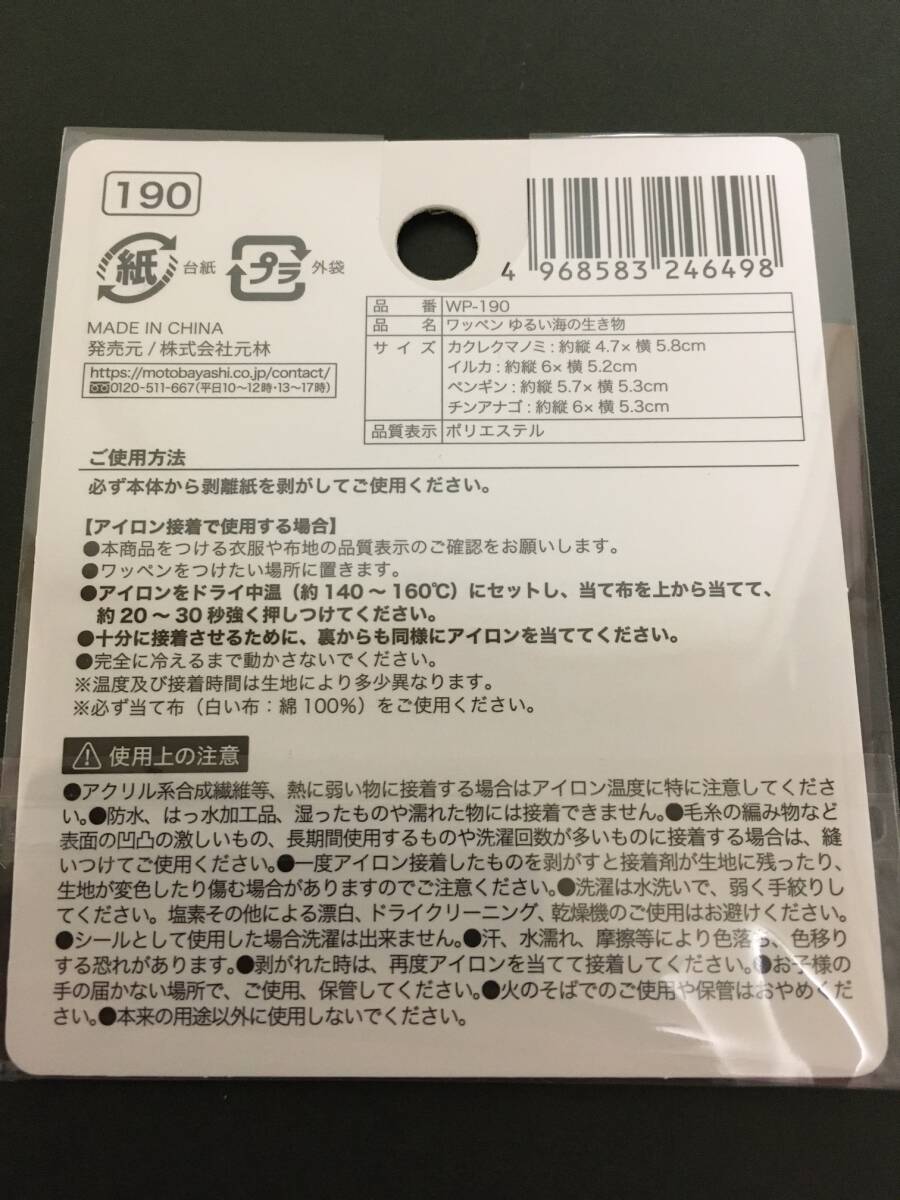 190
紙 台紙 プラ 外袋
4 968583 246498
MADE IN CHINA
発売元 / 株式会社元林
https://motobayashi.co.jp/contact/
0120-511-667(平日10〜12時・13〜17時)
品番 WP-190
品名 ワッペン ゆるい海の生き物
サイズ カクレクマノミ : 約縦 4.7× 横 5.8cm
イルカ : 約縦 6× 横 5.2cm
ペンギン : 約縦 5.7× 横 5.3cm
チンアナゴ : 約縦 6× 横 5.3cm
品質表示 ポリエステル
ご使用方法
必ず本体から剥離紙を剥がしてご使用ください。
【アイロン接着で使用する場合】
●本商品をつける衣服や布地の品質表示のご確認をお願いします。
●ワッペンをつけたい場所に置きます。
●アイロンをドライ中温（約 140 〜 160℃）にセットし、当て布を上から当てて、
約 20 〜 30 秒強く押しつけてください。
●十分に接着させるために、裏からも同様にアイロンを当ててください。
●完全に冷えるまで動かさないでください。
※温度及び接着時間は生地により多少異なります。
※必ず当て布（白い布：綿 100%）をご使用ください。
使用上の注意
●アクリル系合成繊維等、熱に弱い物に接着する場合はアイロン温度に特に注意してくださ
い。●防水、はっ水加工品、湿ったものや濡れた物には接着できません。●毛糸の編み物など
表面の凹凸の激しいもの、長期間使用するものや洗濯回数が多いものに接着する場合は、縫
いつけてご使用ください。●一度アイロン接着したものを剥がすと接着剤が生地に残ったり、
生地が変色したり傷む場合がありますのでご注意ください。●洗濯は水洗いで、弱く手絞りし
てください。塩素その他による漂白、ドライクリーニング、乾燥機のご使用はお避けください。
●シールとして使用した場合洗濯は出来ません。●汗、水濡れ、摩擦等により色落ち、色移り
する恐れがあります。●剥がれた時は、再度アイロンを当てて接着してください。●お子様の
手の届かない場所で、ご使用、保管してください。●火のそばでのご使用や保管はおやめくだ
さい。●本来の用途以外に使用しないでください。